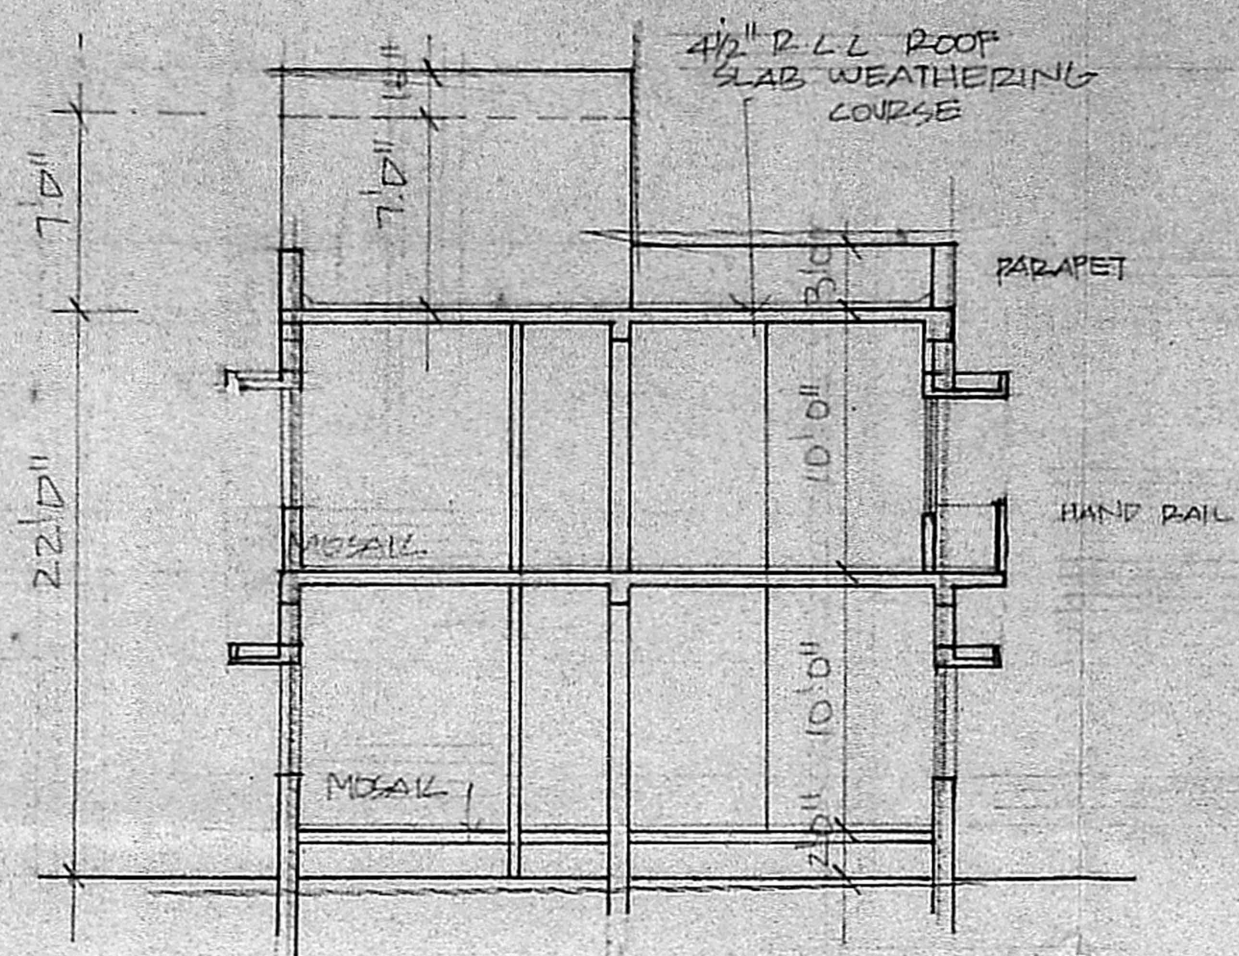 4½" R C C ROOF
SLAB WEATHERING
COURSE
1'6"
7'0"
7'0"
3'0"
PARAPET
10'0"
22'0"
HAND RAIL
MOSAIC
10'0"
MOSAIC
2'0"